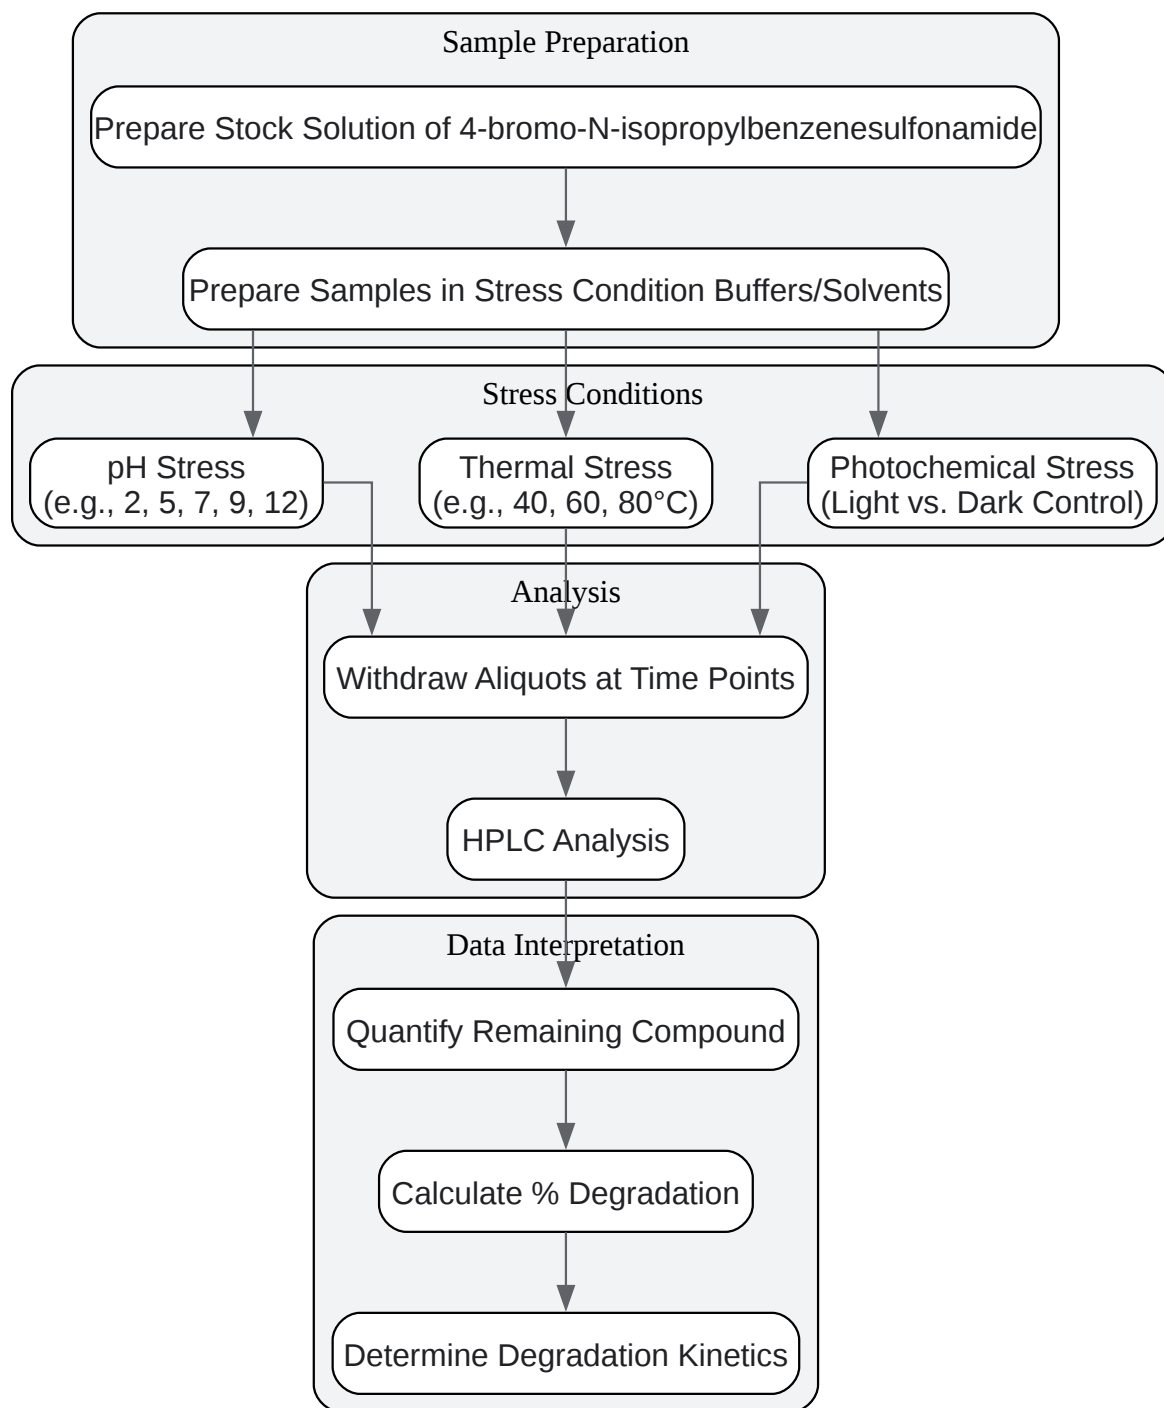 Sample Preparation
Prepare Stock Solution of 4-bromo-N-isopropylbenzenesulfonamide
Prepare Samples in Stress Condition Buffers/Solvents
Stress Conditions
pH Stress
(e.g., 2, 5, 7, 9, 12)
Thermal Stress
(e.g., 40, 60, 80°C)
Photochemical Stress
(Light vs. Dark Control)
Analysis
Withdraw Aliquots at Time Points
HPLC Analysis
Data Interpretation
Quantify Remaining Compound
Calculate % Degradation
Determine Degradation Kinetics